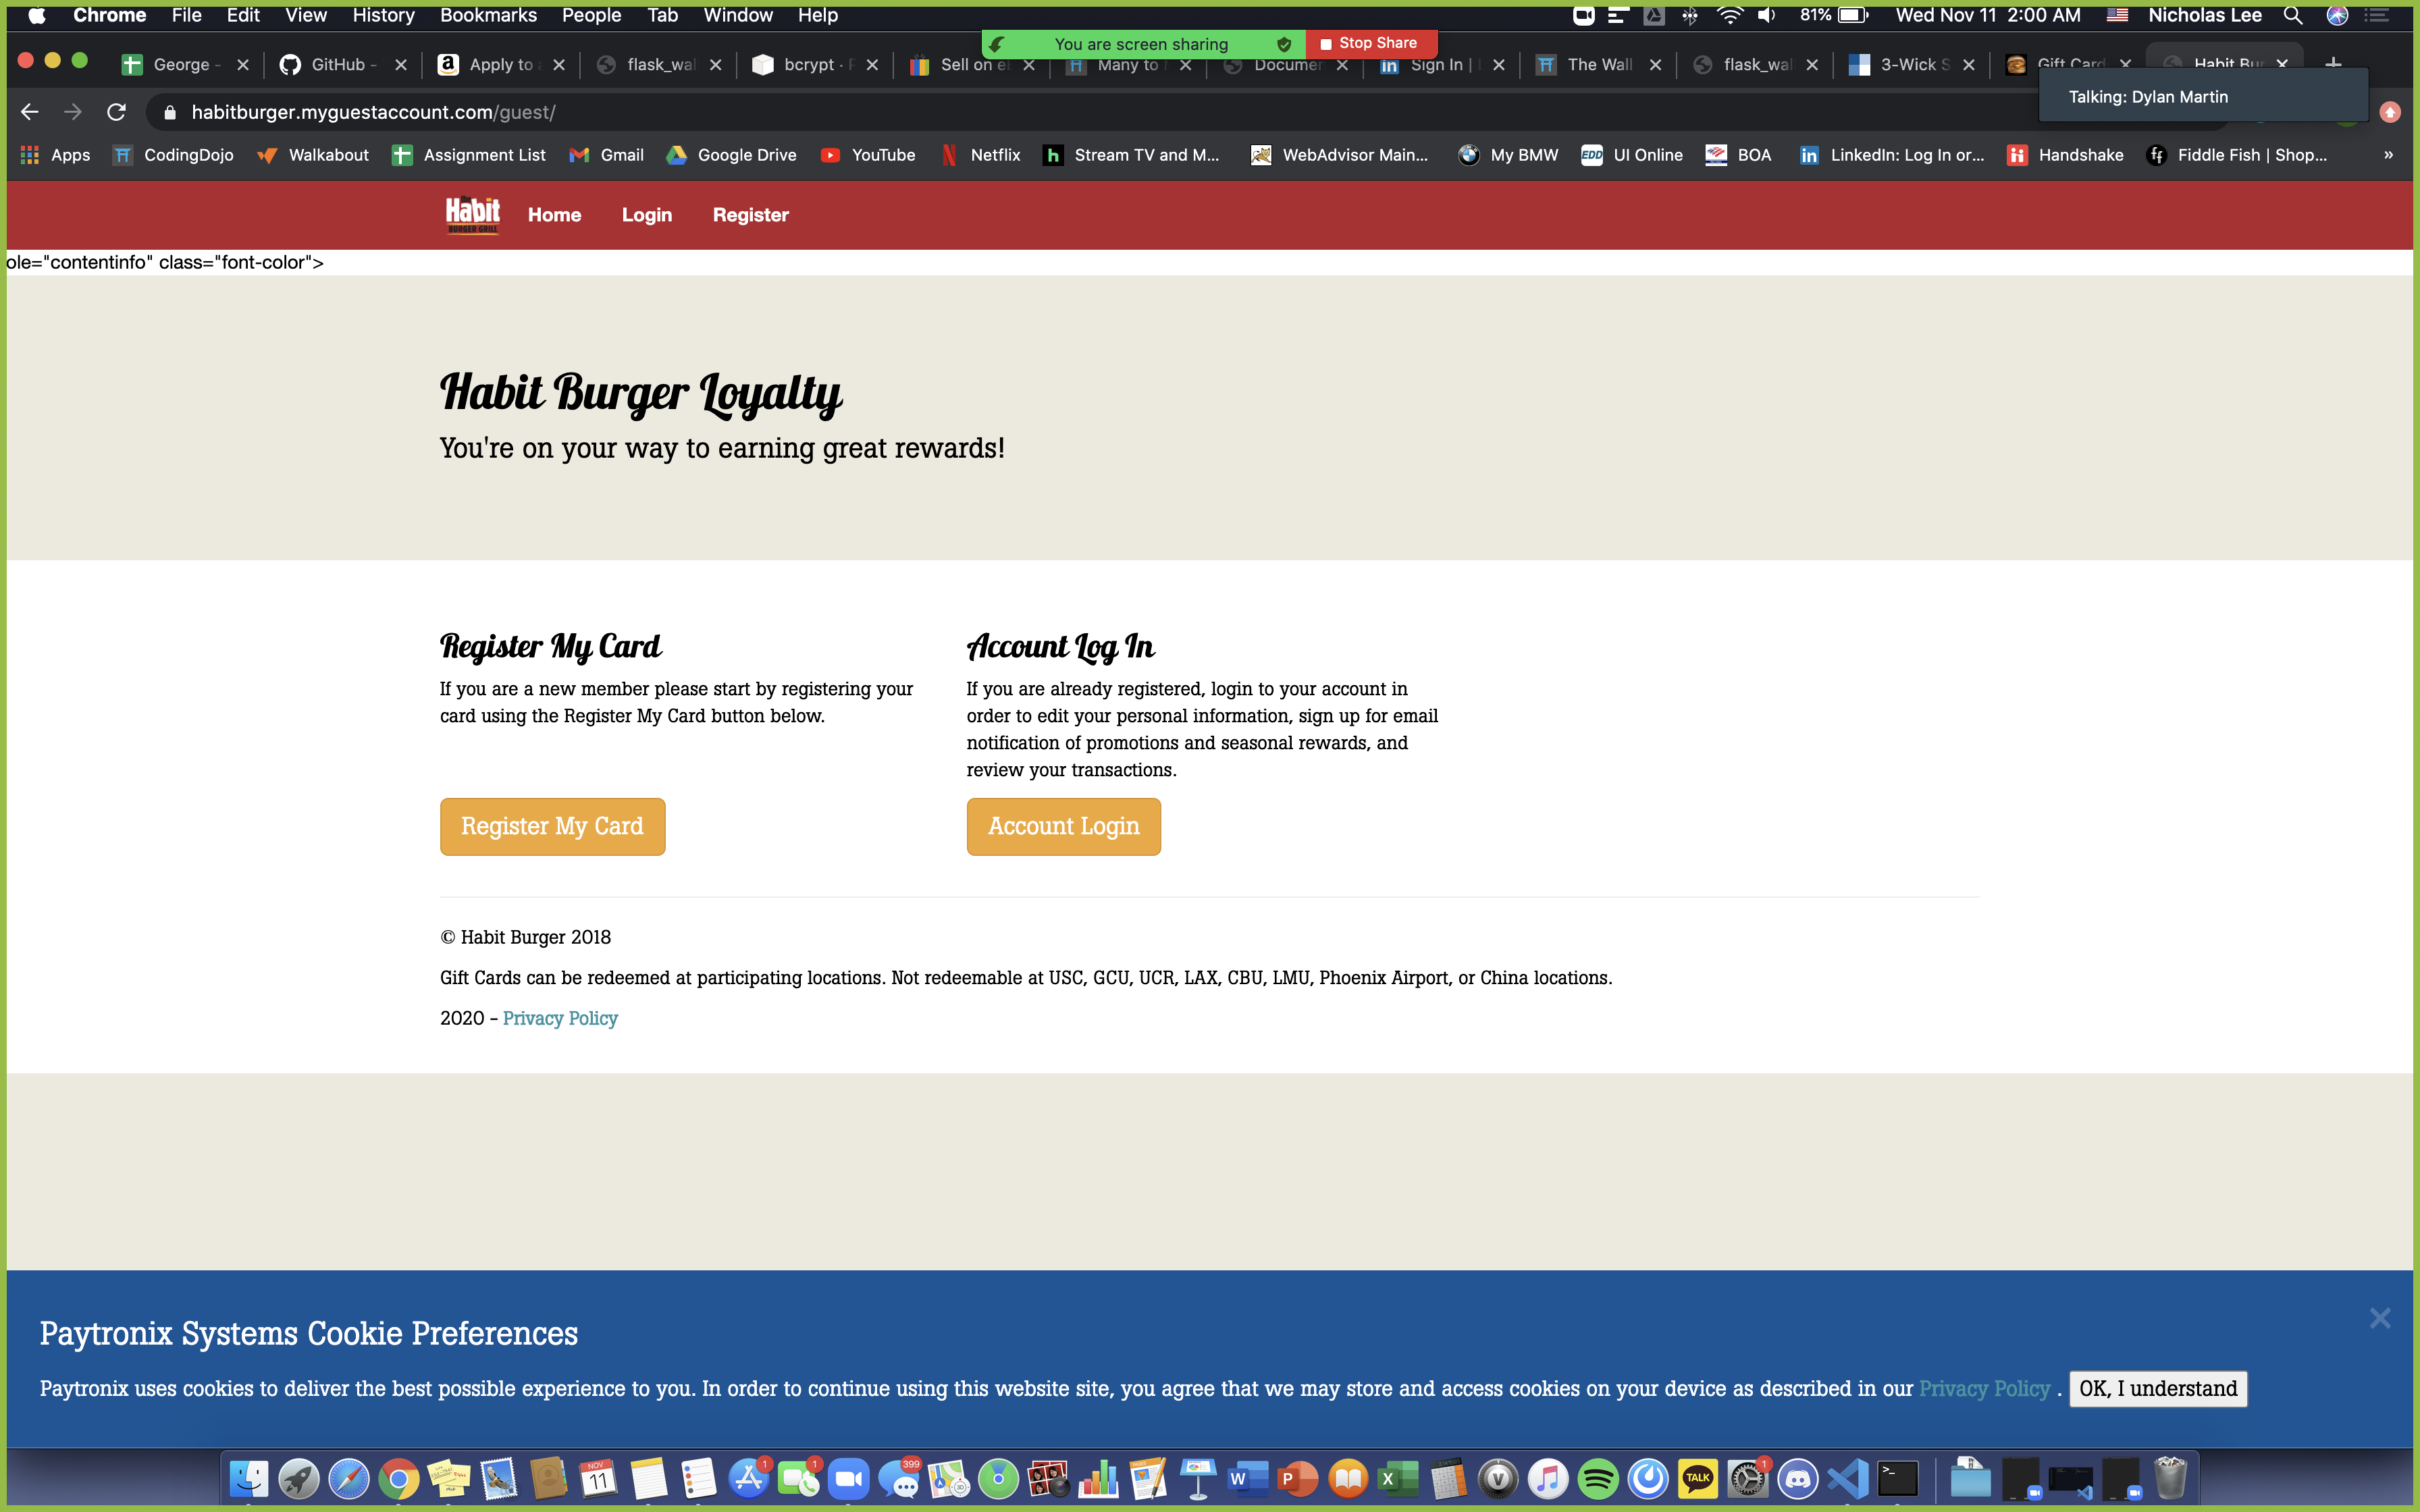 Chrome File Edit View History Bookmarks People Tab Window Help 81% Wed Nov 11 2:00 AM Nicholas Lee
You are screen sharing Stop Share
George - GitHub - Apply to flask_wal bcrypt · Sell on Many to Documen Sign In | The Wall flask_wal 3-Wick S Gift Card Habit Bur
Talking: Dylan Martin
habitburger.myguestaccount.com/guest/
Apps CodingDojo Walkabout Assignment List Gmail Google Drive YouTube Netflix Stream TV and M... WebAdvisor Main... My BMW EDD UI Online BOA LinkedIn: Log In or... Handshake Fiddle Fish | Shop... »
Habit BURGER GRILL Home Login Register
ole="contentinfo" class="font-color">
Habit Burger Loyalty
You're on your way to earning great rewards!
Register My Card
If you are a new member please start by registering your
card using the Register My Card button below.
Register My Card
Account Log In
If you are already registered, login to your account in
order to edit your personal information, sign up for email
notification of promotions and seasonal rewards, and
review your transactions.
Account Login
© Habit Burger 2018
Gift Cards can be redeemed at participating locations. Not redeemable at USC, GCU, UCR, LAX, CBU, LMU, Phoenix Airport, or China locations.
2020 - Privacy Policy
Paytronix Systems Cookie Preferences
Paytronix uses cookies to deliver the best possible experience to you. In order to continue using this website site, you agree that we may store and access cookies on your device as described in our Privacy Policy . OK, I understand
NOV 11 1 1 399 W P X V TALK 1